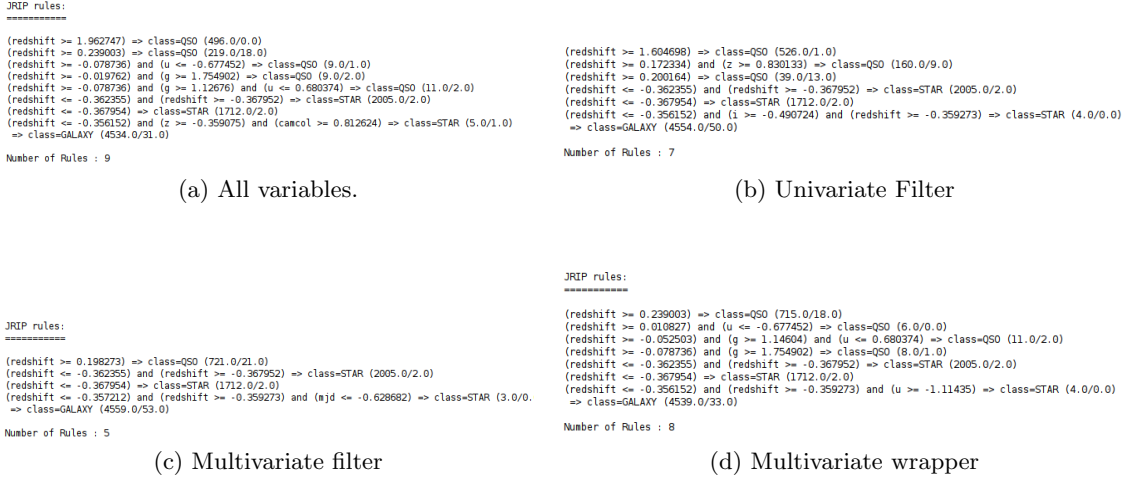 JRIP rules:
===========
(redshift >= 1.962747) => class=QSO (496.0/0.0)
(redshift >= 0.239003) => class=QSO (219.0/18.0)
(redshift >= -0.078736) and (u <= -0.677452) => class=QSO (9.0/1.0)
(redshift >= -0.019762) and (g >= 1.754902) => class=QSO (9.0/2.0)
(redshift >= -0.078736) and (g >= 1.12676) and (u <= 0.680374) => class=QSO (11.0/2.0)
(redshift <= -0.362355) and (redshift >= -0.367952) => class=STAR (2005.0/2.0)
(redshift <= -0.367954) => class=STAR (1712.0/2.0)
(redshift <= -0.356152) and (z >= -0.359075) and (camcol >= 0.812624) => class=STAR (5.0/1.0)
=> class=GALAXY (4534.0/31.0)
Number of Rules : 9
(a) All variables.
(redshift >= 1.604698) => class=QSO (526.0/1.0)
(redshift >= 0.172334) and (z >= 0.830133) => class=QSO (160.0/9.0)
(redshift >= 0.200164) => class=QSO (39.0/13.0)
(redshift <= -0.362355) and (redshift >= -0.367952) => class=STAR (2005.0/2.0)
(redshift <= -0.367954) => class=STAR (1712.0/2.0)
(redshift <= -0.356152) and (i >= -0.490724) and (redshift >= -0.359273) => class=STAR (4.0/0.0)
=> class=GALAXY (4554.0/50.0)
Number of Rules : 7
(b) Univariate Filter
JRIP rules:
===========
(redshift >= 0.198273) => class=QSO (721.0/21.0)
(redshift <= -0.362355) and (redshift >= -0.367952) => class=STAR (2005.0/2.0)
(redshift <= -0.367954) => class=STAR (1712.0/2.0)
(redshift <= -0.357212) and (redshift >= -0.359273) and (mjd <= -0.628682) => class=STAR (3.0/0.
=> class=GALAXY (4559.0/53.0)
Number of Rules : 5
(c) Multivariate filter
JRIP rules:
===========
(redshift >= 0.239003) => class=QSO (715.0/18.0)
(redshift >= 0.010827) and (u <= -0.677452) => class=QSO (6.0/0.0)
(redshift >= -0.052503) and (g >= 1.14604) and (u <= 0.680374) => class=QSO (11.0/2.0)
(redshift >= -0.078736) and (g >= 1.754902) => class=QSO (8.0/1.0)
(redshift <= -0.362355) and (redshift >= -0.367952) => class=STAR (2005.0/2.0)
(redshift <= -0.367954) => class=STAR (1712.0/2.0)
(redshift <= -0.356152) and (redshift >= -0.359273) and (u >= -1.11435) => class=STAR (4.0/0.0)
=> class=GALAXY (4539.0/33.0)
Number of Rules : 8
(d) Multivariate wrapper